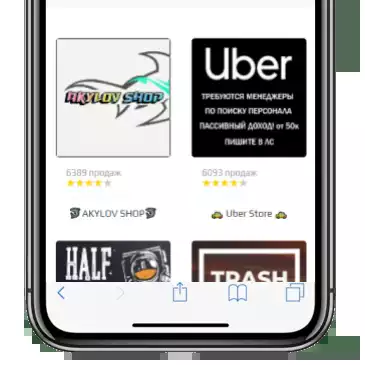 AKYLOV SHOP
Uber
ТРЕБУЮТСЯ МЕНЕДЖЕРЫ
ПО ПОИСКУ ПЕРСОНАЛА
ПАССИВНЫЙ ДОХОД! от 50к
ПИШИТЕ В ЛС
6389 продаж
6093 продаж
AKYLOV SHOP
Uber Store
HALF
TRASH